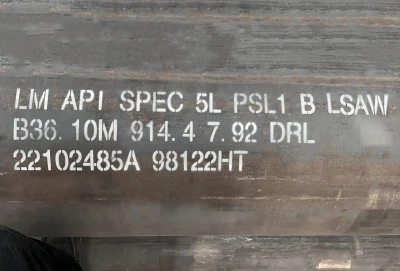 LM API SPEC 5L PSL1 B LSAW
B36.10M 914.4 7.92 DRL
22102485A 98122HT